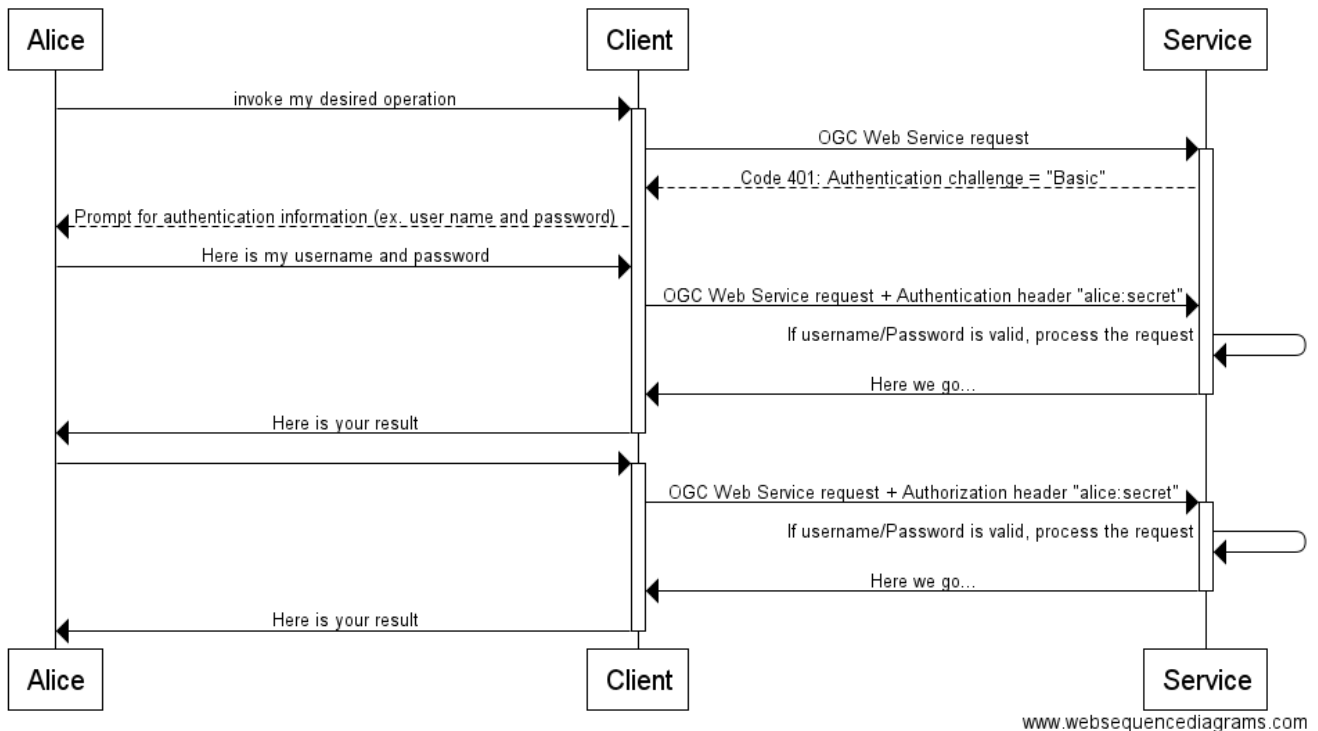 Alice
Client
Service
invoke my desired operation
OGC Web Service request
Code 401: Authentication challenge = "Basic"
Prompt for authentication information (ex. user name and password)
Here is my username and password
OGC Web Service request + Authentication header "alice:secret"
If username/Password is valid, process the request
Here we go...
Here is your result
OGC Web Service request + Authorization header "alice:secret"
If username/Password is valid, process the request
Here we go...
Here is your result
Alice
Client
Service
www.websequencediagrams.com